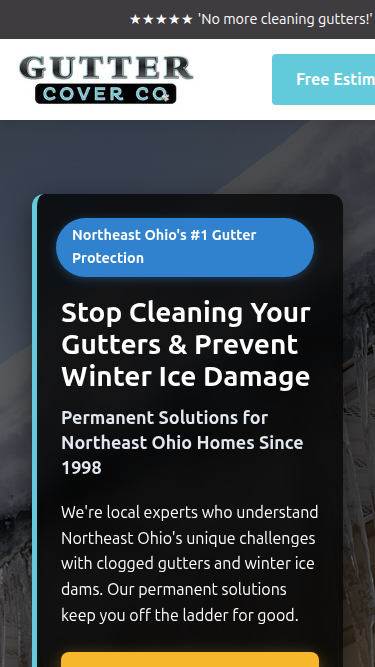 ★★★★★ 'No more cleaning gutters!'
GUTTER
COVER CO.
Free Estim
Northeast Ohio's #1 Gutter
Protection
Stop Cleaning Your
Gutters & Prevent
Winter Ice Damage
Permanent Solutions for
Northeast Ohio Homes Since
1998
We're local experts who understand
Northeast Ohio's unique challenges
with clogged gutters and winter ice
dams. Our permanent solutions
keep you off the ladder for good.